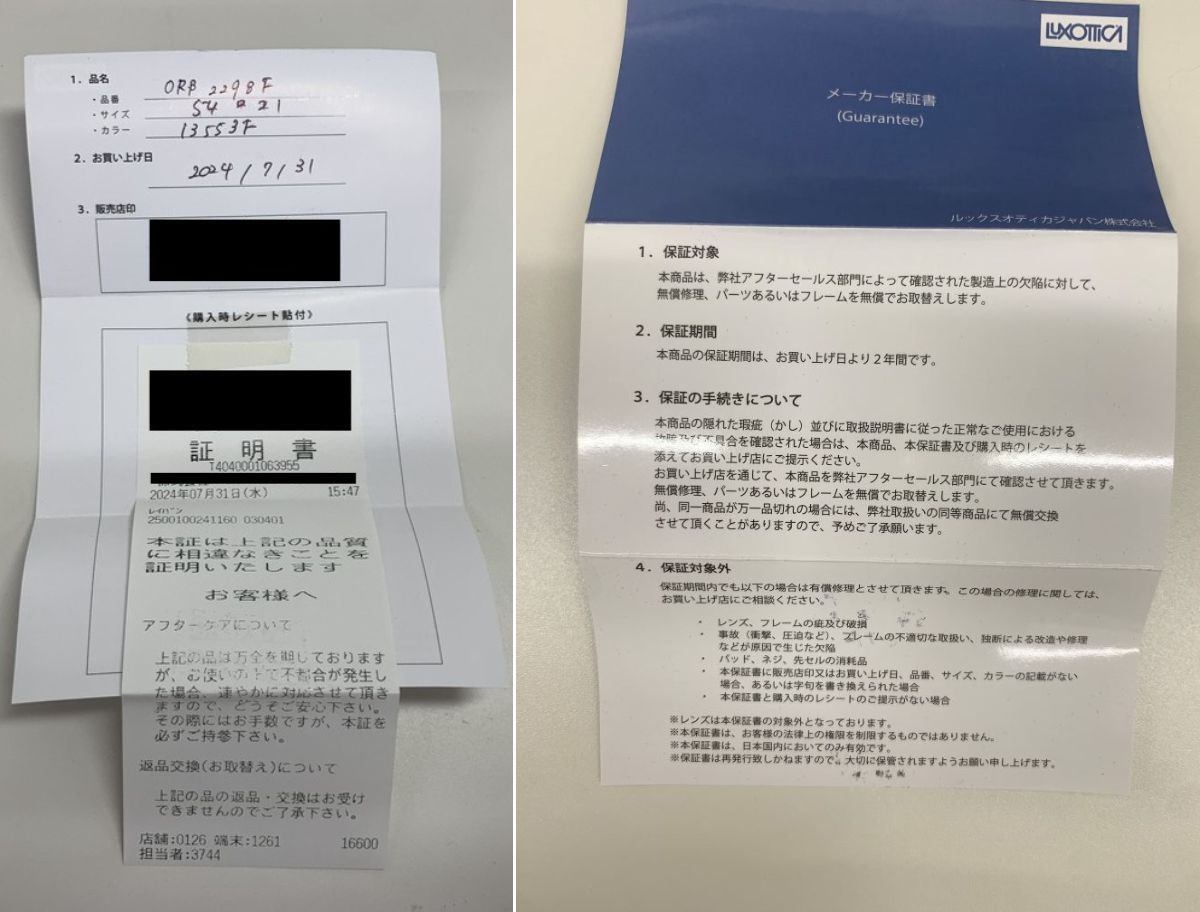 1. 品名
・品番 ORB 2298F
・サイズ 54 □ 21
・カラー 13553F
2. お買い上げ日
2024 / 7 / 31
3. 販売店印
《購入時レシート貼付》
証明書
T4040001063955
2024年07月31日(水) 15:47
レイバン
2500100241160 030401
本証は上記の品質
に相違なきことを
証明いたします
お客様へ
アフターケアについて
上記の品は万全を期しております
が、お使いの上で不都合が発生し
た場合、速やかに対応させて頂き
ますので、どうぞご安心下さい。
その際にはお手数ですが、本証を
必ずご持参下さい。
返品交換(お取替え)について
上記の品の返品・交換はお受け
できませんのでご了承下さい。
店舗:0126 端末:1261 16600
担当者:3744
LUXOTTICA
メーカー保証書
(Guarantee)
ルックスオティカジャパン株式会社
1. 保証対象
本商品は、弊社アフターセールス部門によって確認された製造上の欠陥に対して、
無償修理、パーツあるいはフレームを無償でお取替えします。
2. 保証期間
本商品の保証期間は、お買い上げ日より2年間です。
3. 保証の手続きについて
本商品の隠れた瑕疵（かし）並びに取扱説明書に従った正常なご使用における
故障及び不具合を確認された場合は、本商品、本保証書及び購入時のレシートを
添えてお買い上げ店にご提示ください。
お買い上げ店を通じて、本商品を弊社アフターセールス部門にて確認させて頂きます。
無償修理、パーツあるいはフレームを無償でお取替えします。
尚、同一商品が万一品切れの場合には、弊社取扱いの同等商品にて無償交換
させて頂くことがありますので、予めご了承願います。
4. 保証対象外
保証期間内でも以下の場合は有償修理とさせて頂きます。この場合の修理に関しては、
お買い上げ店にご相談ください。
・ レンズ、フレームの疵及び破損
・ 事故（衝撃、圧迫など）、フレームの不適切な取扱い、独断による改造や修理
などが原因で生じた欠陥
・ パッド、ネジ、先セルの消耗品
・ 本保証書に販売店印又はお買い上げ日、品番、サイズ、カラーの記載がない
場合、あるいは字句を書き換えられた場合
・ 本保証書と購入時のレシートのご提示がない場合
※レンズは本保証書の対象外となっております。
※本保証書は、お客様の法律上の権限を制限するものではありません。
※本保証書は、日本国内においてのみ有効です。
※保証書は再発行致しかねますので、大切に保管されますようお願い申し上げます。